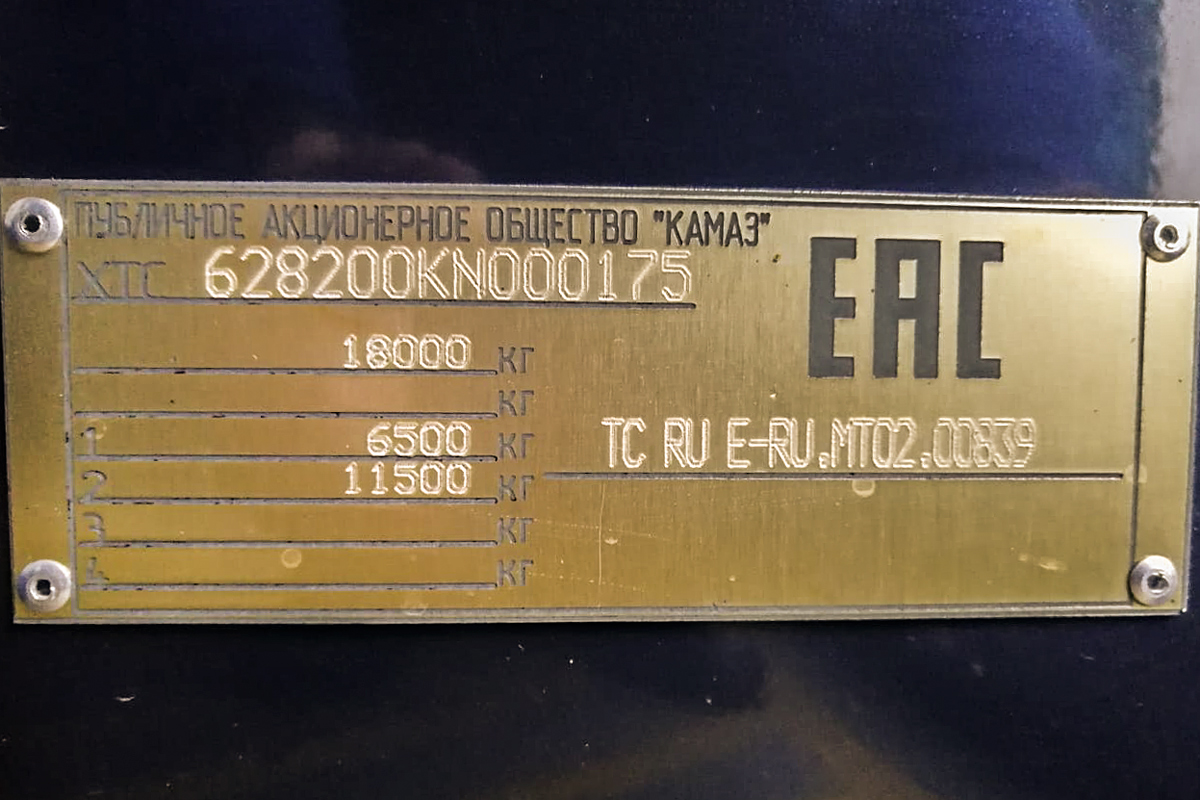 ПУБЛИЧНОЕ АКЦИОНЕРНОЕ ОБЩЕСТВО "КАМАЗ"
XTC 628200KN000175
EAC
18000 КГ
КГ
1 6500 КГ
TC RU E-RU.MT02.00839
2 11500 КГ
3 КГ
4 КГ